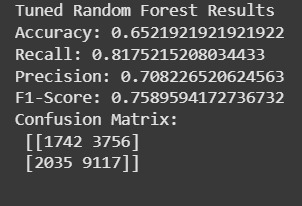 Tuned Random Forest Results
Accuracy: 0.6521921921921922
Recall: 0.8175215208034433
Precision: 0.708226520624563
F1-Score: 0.7589594172736732
Confusion Matrix:
[[1742 3756]
[2035 9117]]